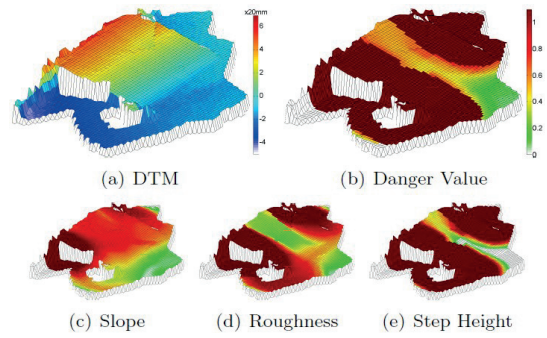 x20mm
6
4
2
0
-2
-4
1
0.8
0.6
0.4
0.2
0
(a) DTM
(b) Danger Value
(c) Slope
(d) Roughness
(e) Step Height